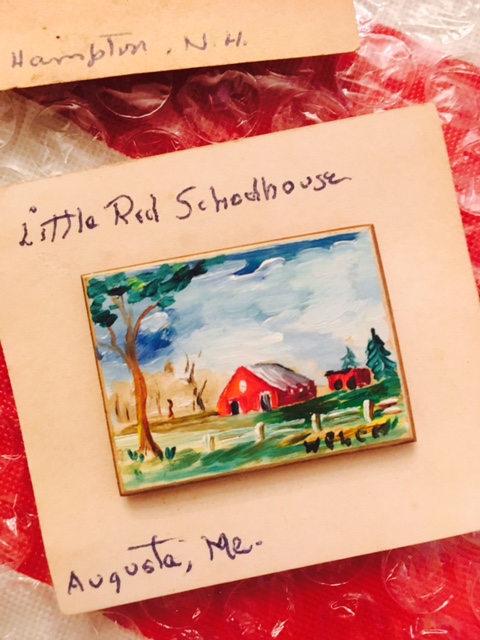 Hampton, N.H.
Little Red Schoolhouse
WELCH
Augusta, Me.